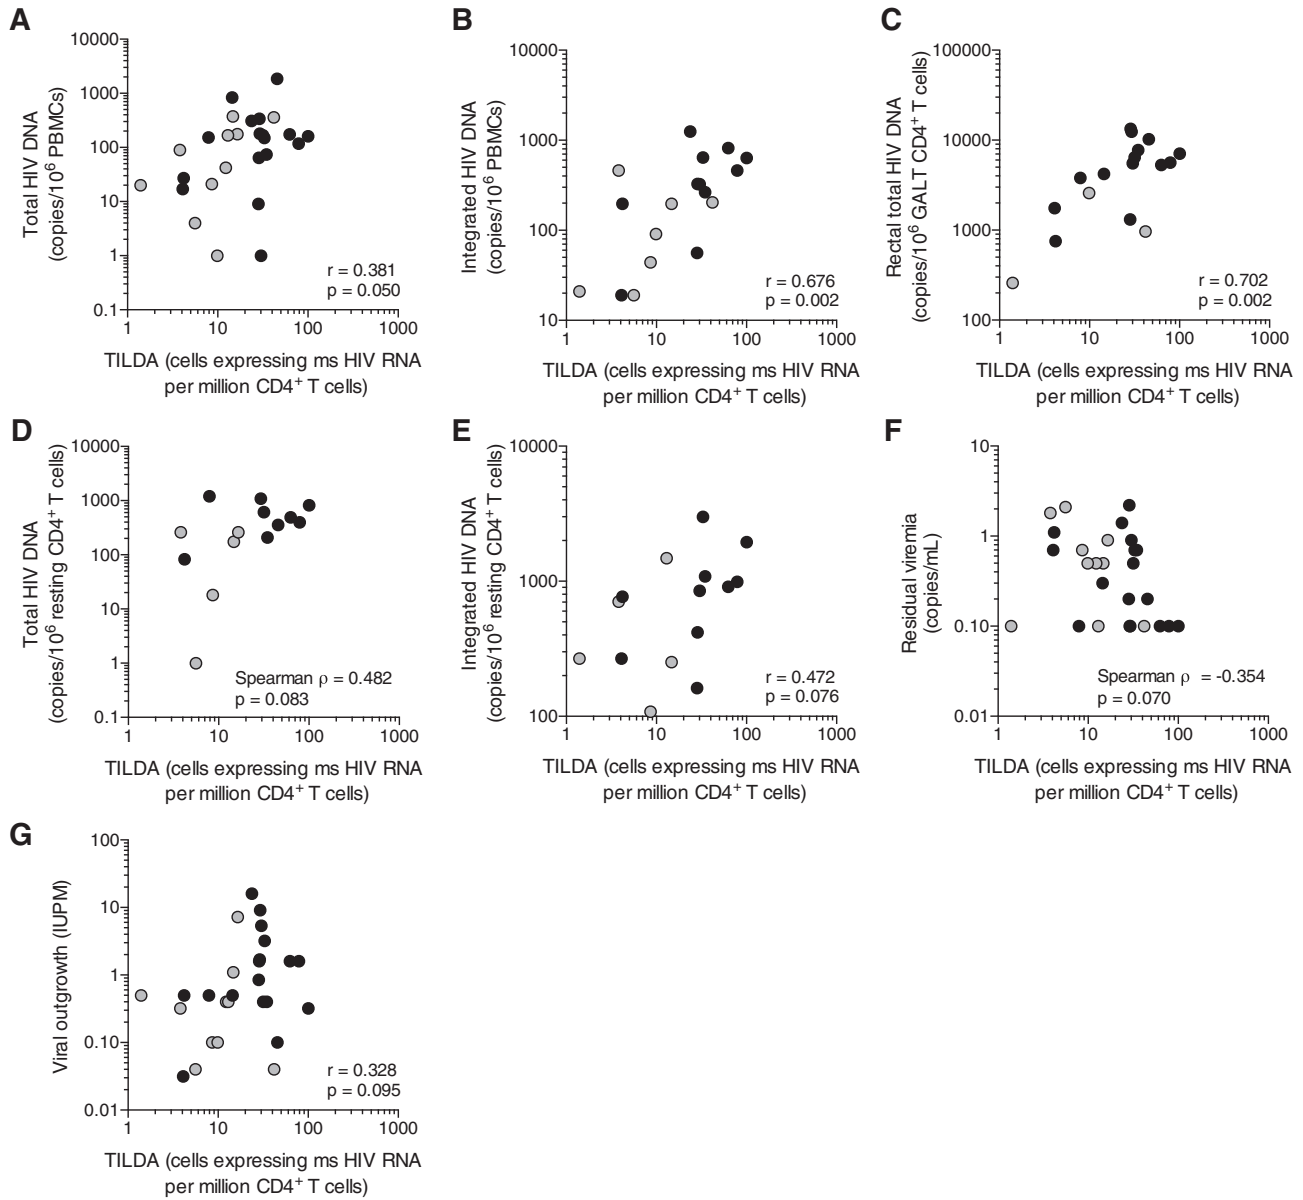 A
Total HIV DNA
(copies/10⁶ PBMCs)
10000
1000
100
10
1
0.1
1 10 100 1000
r = 0.381
p = 0.050
TILDA (cells expressing ms HIV RNA
per million CD4⁺ T cells)
B
Integrated HIV DNA
(copies/10⁶ PBMCs)
10000
1000
100
10
1 10 100 1000
r = 0.676
p = 0.002
TILDA (cells expressing ms HIV RNA
per million CD4⁺ T cells)
C
Rectal total HIV DNA
(copies/10⁶ GALT CD4⁺ T cells)
100000
10000
1000
100
1 10 100 1000
r = 0.702
p = 0.002
TILDA (cells expressing ms HIV RNA
per million CD4⁺ T cells)
D
Total HIV DNA
(copies/10⁶ resting CD4⁺ T cells)
10000
1000
100
10
1
0.1
1 10 100 1000
Spearman ρ = 0.482
p = 0.083
TILDA (cells expressing ms HIV RNA
per million CD4⁺ T cells)
E
Integrated HIV DNA
(copies/10⁶ resting CD4⁺ T cells)
10000
1000
100
1 10 100 1000
r = 0.472
p = 0.076
TILDA (cells expressing ms HIV RNA
per million CD4⁺ T cells)
F
Residual viremia
(copies/mL)
10
1
0.10
0.01
1 10 100 1000
Spearman ρ = -0.354
p = 0.070
TILDA (cells expressing ms HIV RNA
per million CD4⁺ T cells)
G
Viral outgrowth (IUPM)
100
10
1
0.10
0.01
1 10 100 1000
r = 0.328
p = 0.095
TILDA (cells expressing ms HIV RNA
per million CD4⁺ T cells)